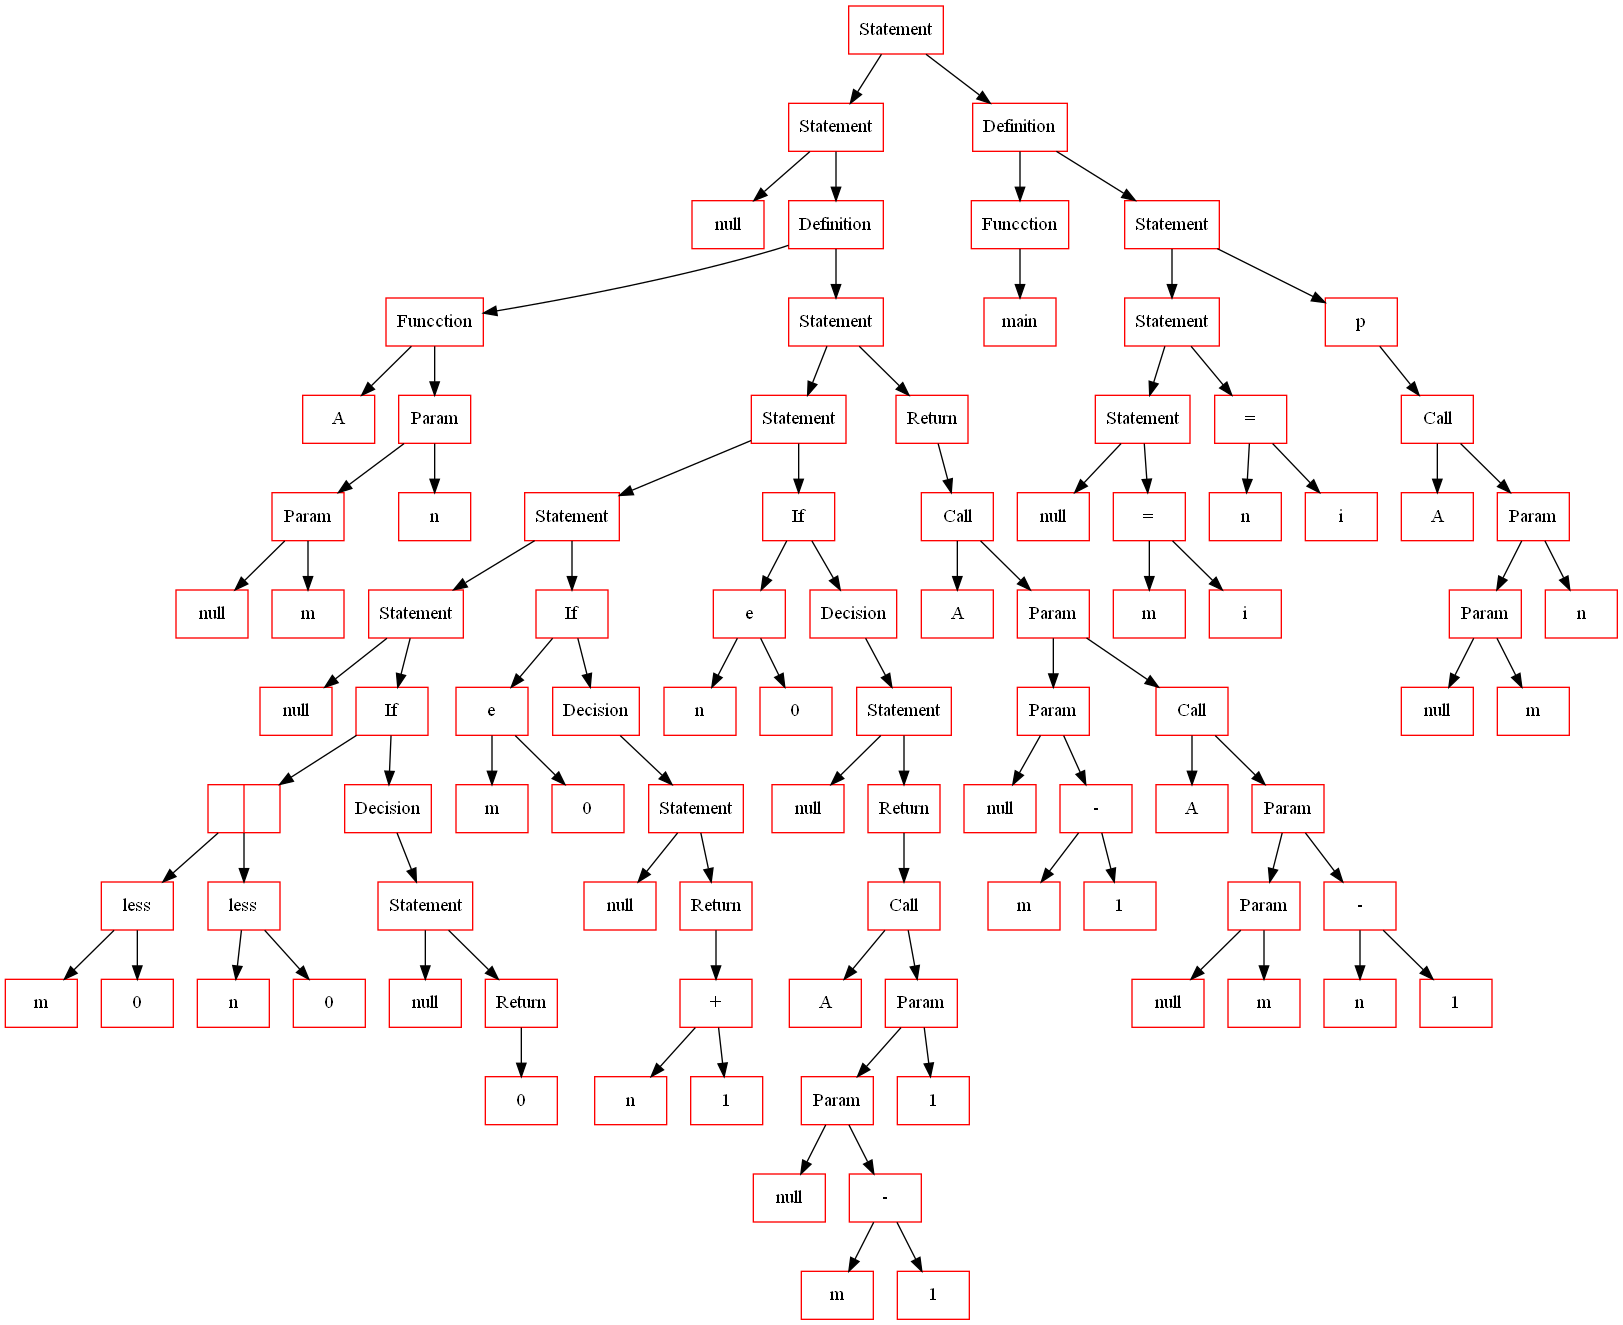 Statement
Statement Definition
null Definition Funcction Statement
Funcction Statement main Statement p
A Param Statement Return Statement = Call
Param n Statement If Call null = n i A Param
null m Statement If e Decision A Param m i Param n
null If e Decision n 0 Statement Param Call null m
Decision m 0 Statement null Return null - A Param
less less Statement null Return Call m 1 Param -
m 0 n 0 null Return + A Param null m n 1
0 n 1 Param 1
null -
m 1